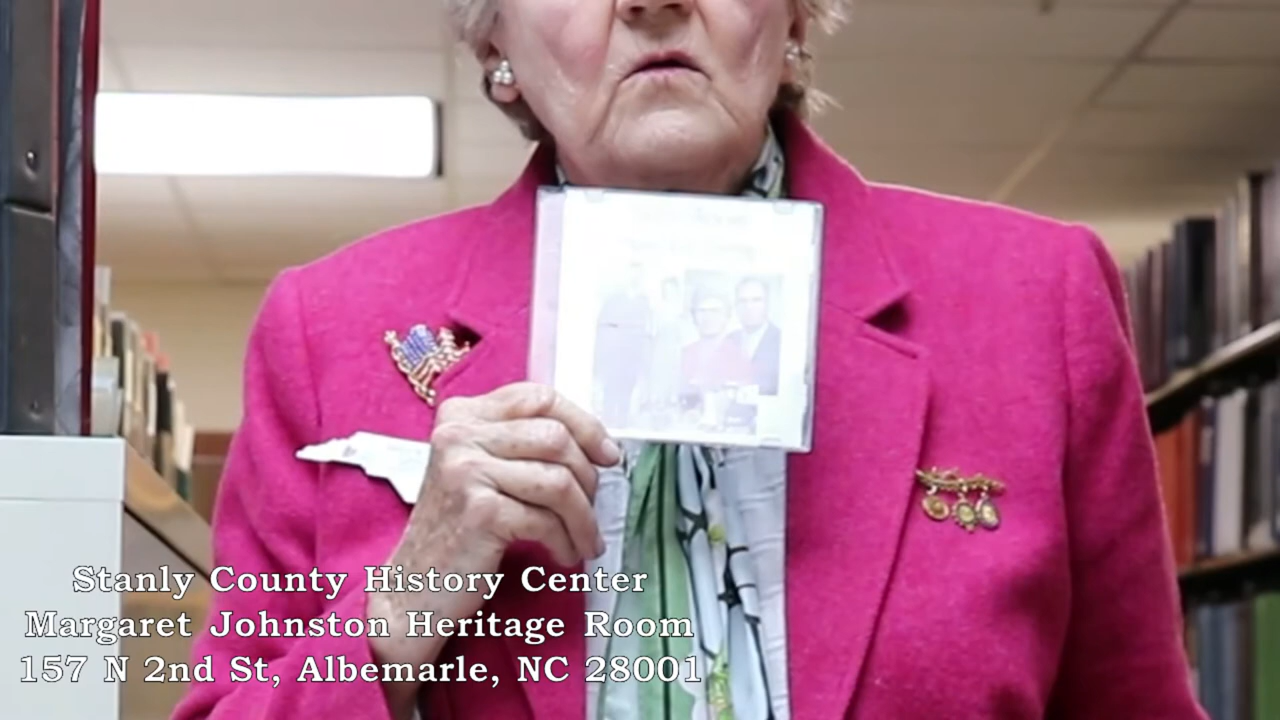 Stanly County History Center
Margaret Johnston Heritage Room
157 N 2nd St, Albemarle, NC 28001